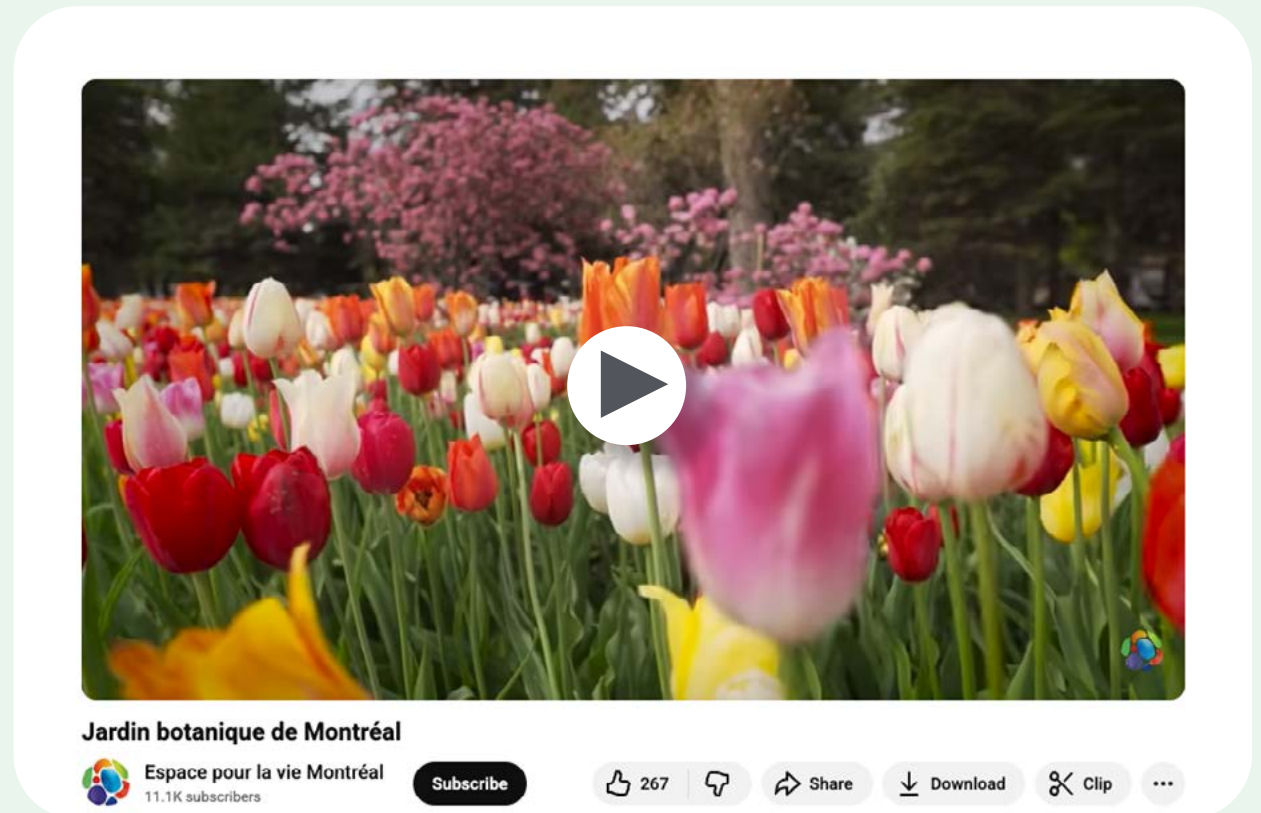 Jardin botanique de Montréal
Espace pour la vie Montréal
11.1K subscribers
Subscribe
267
Share
Download
Clip